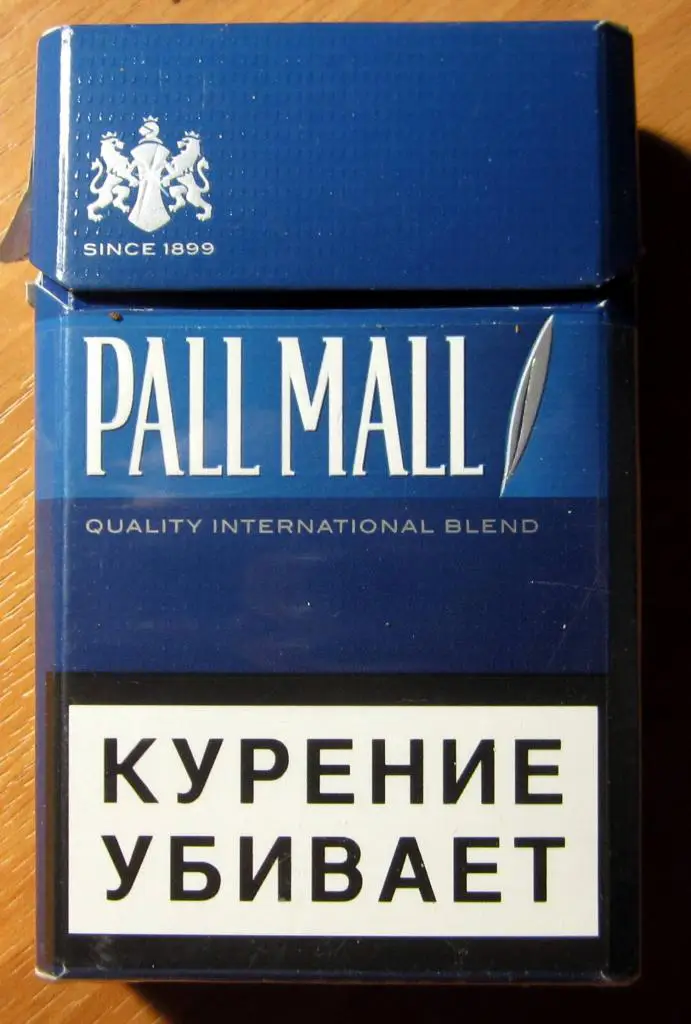 SINCE 1899
PALL MALL
QUALITY INTERNATIONAL BLEND
КУРЕНИЕ
УБИВАЕТ